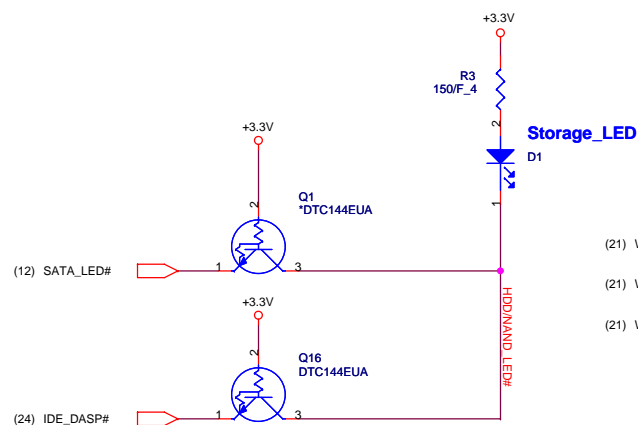 +3.3V
R3
150/F_4
2
Storage_LED
D1
1
+3.3V
2
Q1
*DTC144EUA
(12) SATA_LED#
1
3
HDD/NAND_LED#
(21) W
(21) W
(21) W
+3.3V
2
Q16
DTC144EUA
(24) IDE_DASP#
1
3